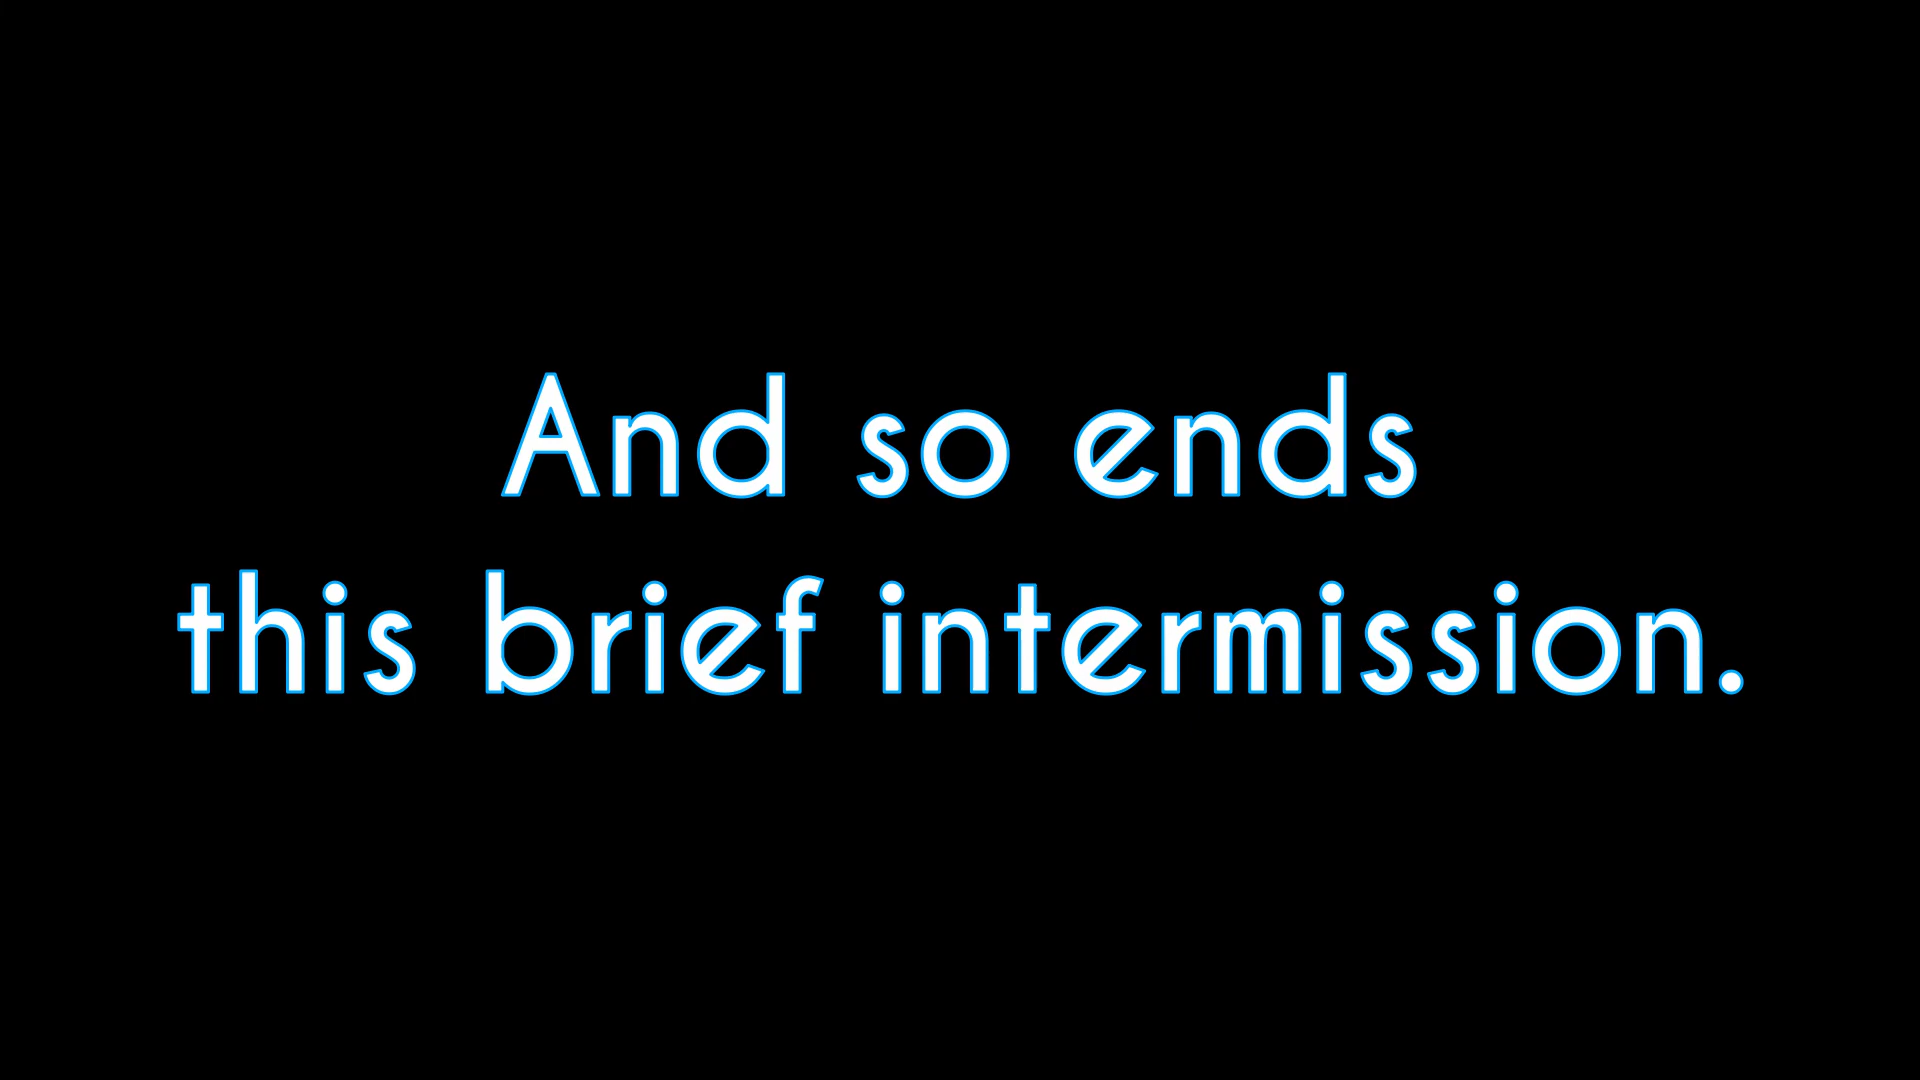 And so ends
this brief intermission.